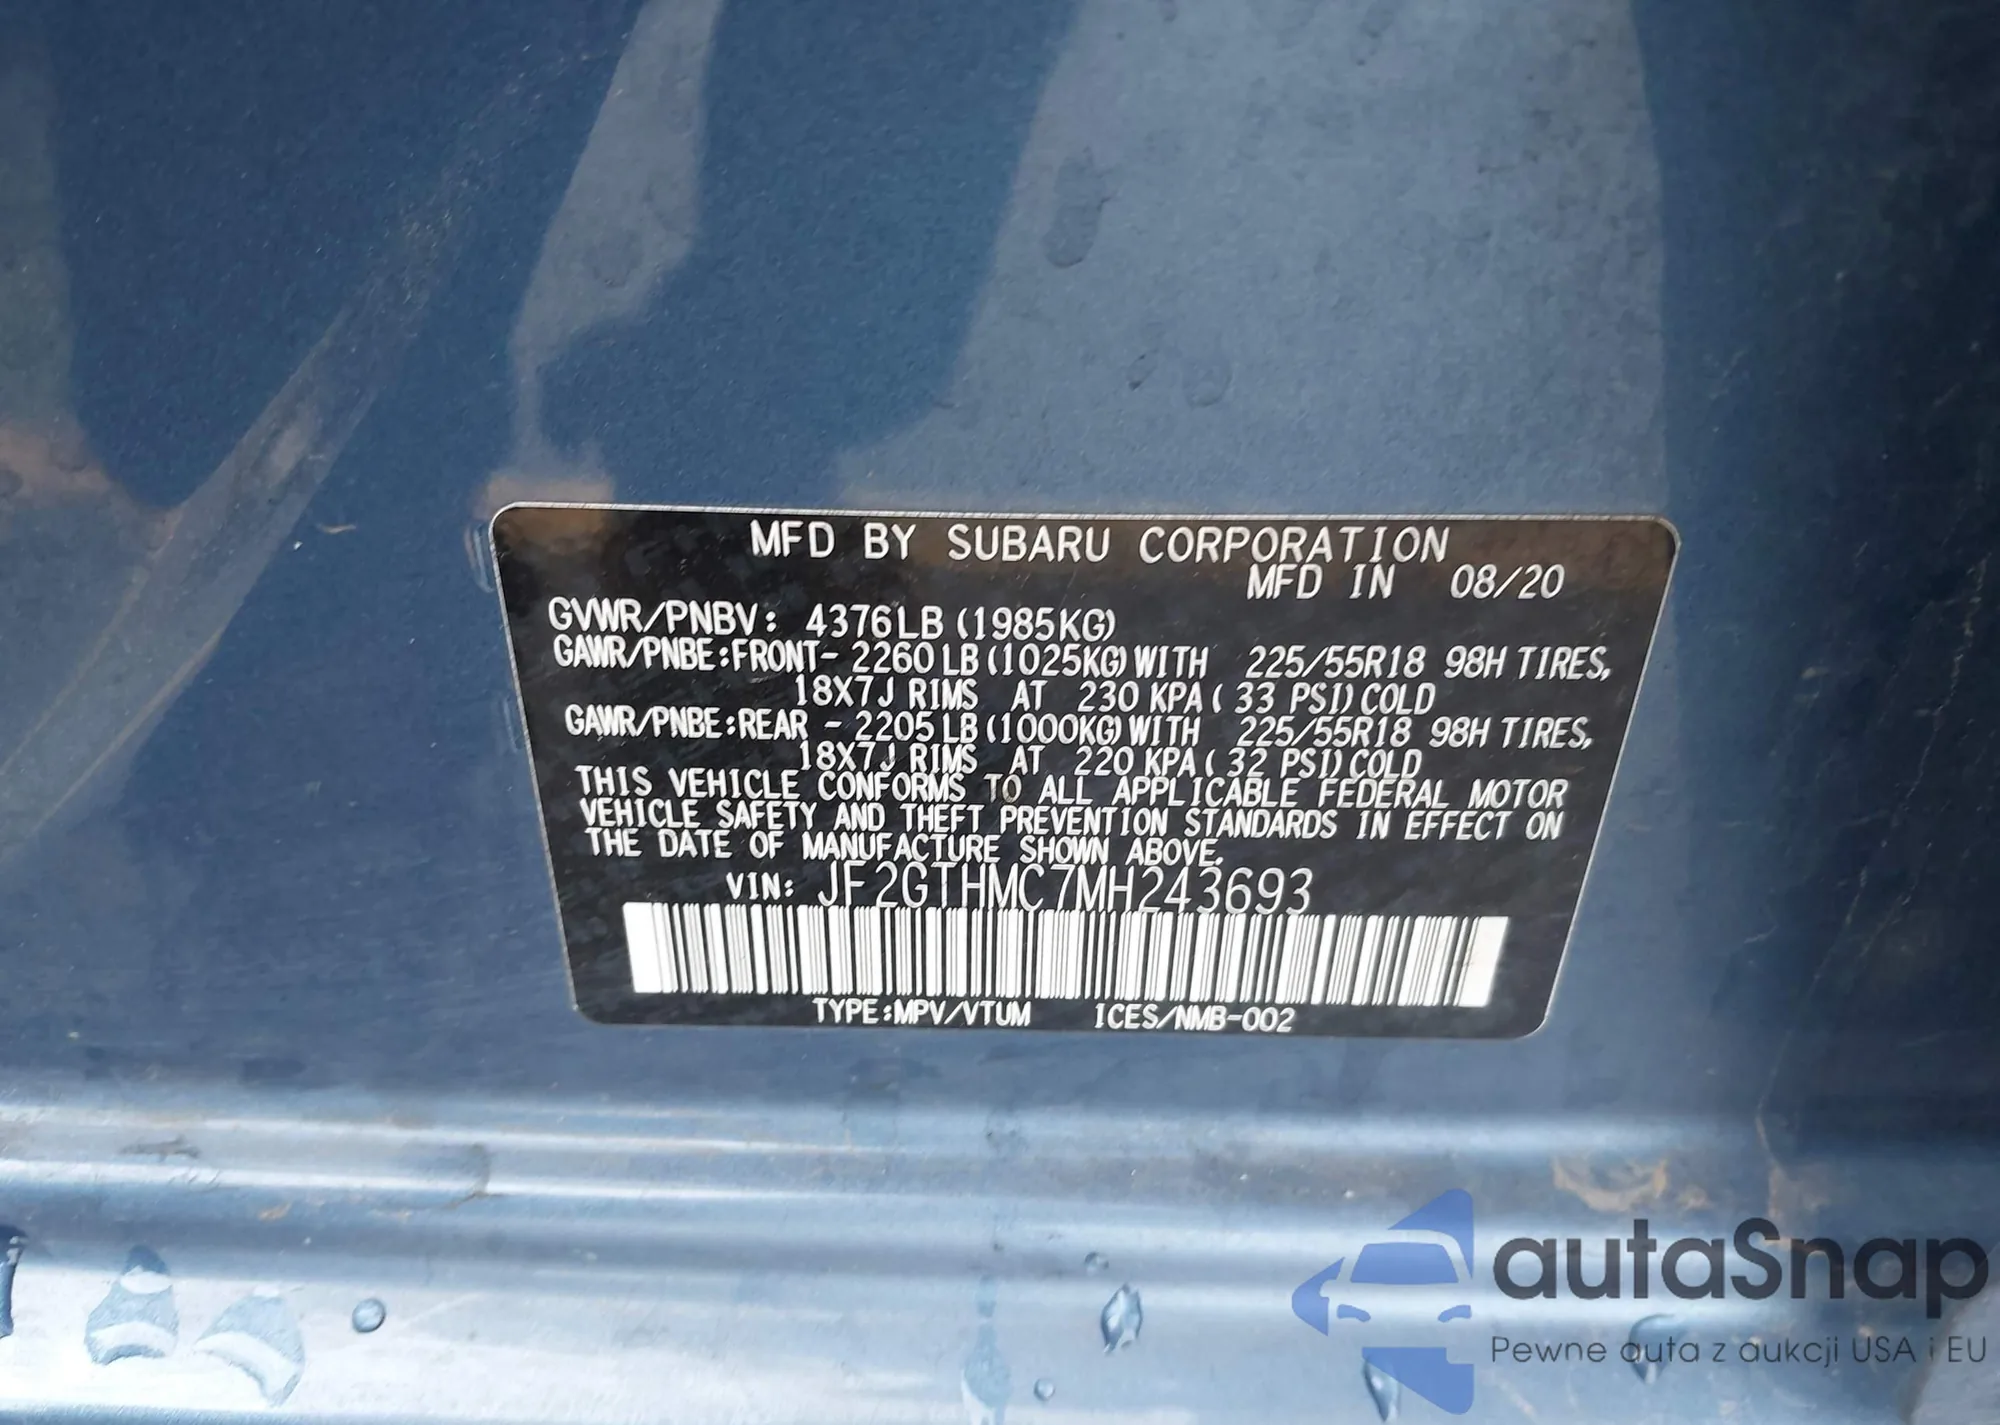 MFD BY SUBARU CORPORATION
MFD IN 08/20
GVWR/PNBV: 4376LB (1985KG)
GAWR/PNBE:FRONT- 2260LB (1025KG) WITH 225/55R18 98H TIRES,
18X7J RIMS AT 230 KPA ( 33 PSI) COLD
GAWR/PNBE:REAR - 2205LB (1000KG) WITH 225/55R18 98H TIRES,
18X7J RIMS AT 220 KPA ( 32 PSI) COLD
THIS VEHICLE CONFORMS TO ALL APPLICABLE FEDERAL MOTOR
VEHICLE SAFETY AND THEFT PREVENTION STANDARDS IN EFFECT ON
THE DATE OF MANUFACTURE SHOWN ABOVE.
VIN: JF2GTHMC7MH243693
TYPE:MPV/VTUM ICES/NMB-002
autaSnap
Pewne auta z aukcji USA i EU